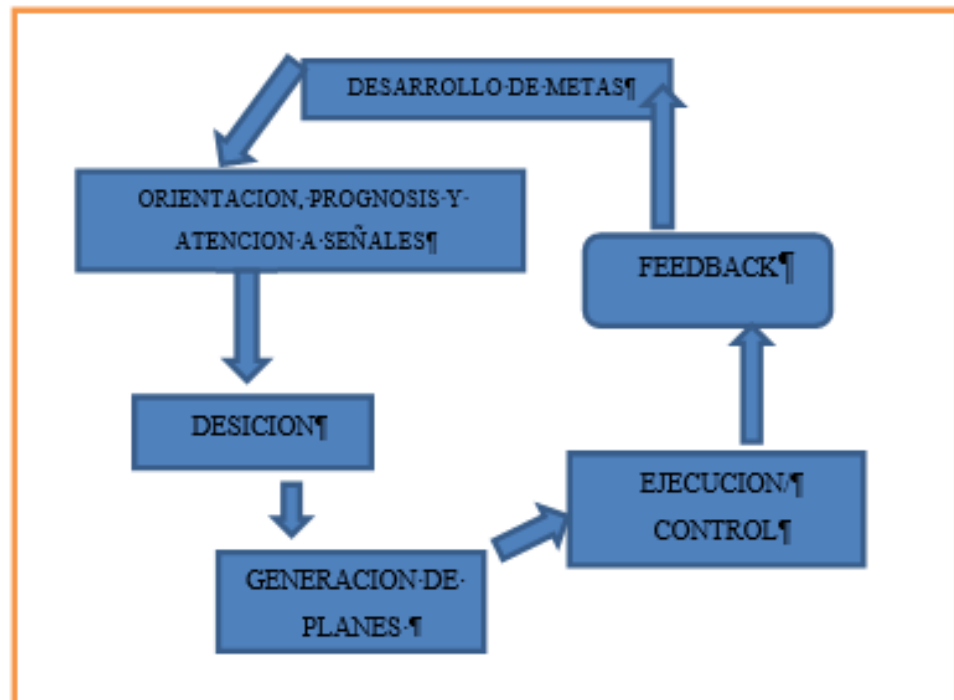 DESARROLLO·DE·METAS¶
ORIENTACION,·PROGNOSIS·Y·
ATENCION·A·SEÑALES¶
FEEDBACK¶
DESICION¶
EJECUCION/¶
CONTROL¶
GENERACION·DE·
PLANES·¶